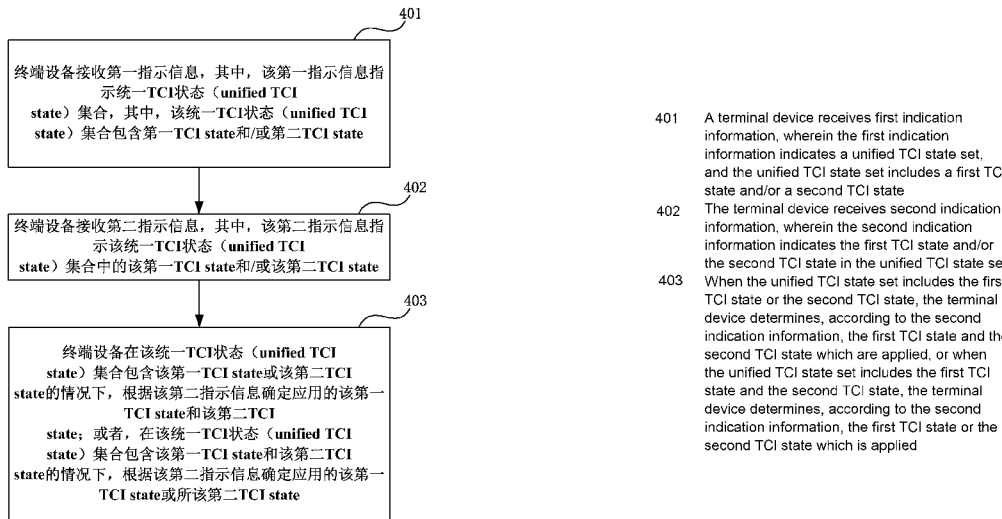 401
终端设备接收第一指示信息，其中，该第一指示信息指
示统一TCI状态（unified TCI
state）集合，其中，该统一TCI状态（unified TCI
state）集合包含第一TCI state和/或第二TCI state
402
终端设备接收第二指示信息，其中，该第二指示信息指
示该统一TCI状态（unified TCI
state）集合中的该第一TCI state和/或该第二TCI state
403
终端设备在该统一TCI状态（unified TCI
state）集合包含该第一TCI state或该第二TCI
state的情况下，根据该第二指示信息确定应用的该第一
TCI state和该第二TCI
state；或者，在该统一TCI状态（unified TCI
state）集合包含该第一TCI state和该第二TCI
state的情况下，根据该第二指示信息确定应用的该第一
TCI state或所该第二TCI state
401 A terminal device receives first indication
information, wherein the first indication
information indicates a unified TCI state set,
and the unified TCI state set includes a first TC
state and/or a second TCI state
402 The terminal device receives second indication
information, wherein the second indication
information indicates the first TCI state and/or
the second TCI state in the unified TCI state se
403 When the unified TCI state set includes the firs
TCI state or the second TCI state, the terminal
device determines, according to the second
indication information, the first TCI state and the
second TCI state which are applied, or when
the unified TCI state set includes the first TCI
state and the second TCI state, the terminal
device determines, according to the second
indication information, the first TCI state or the
second TCI state which is applied